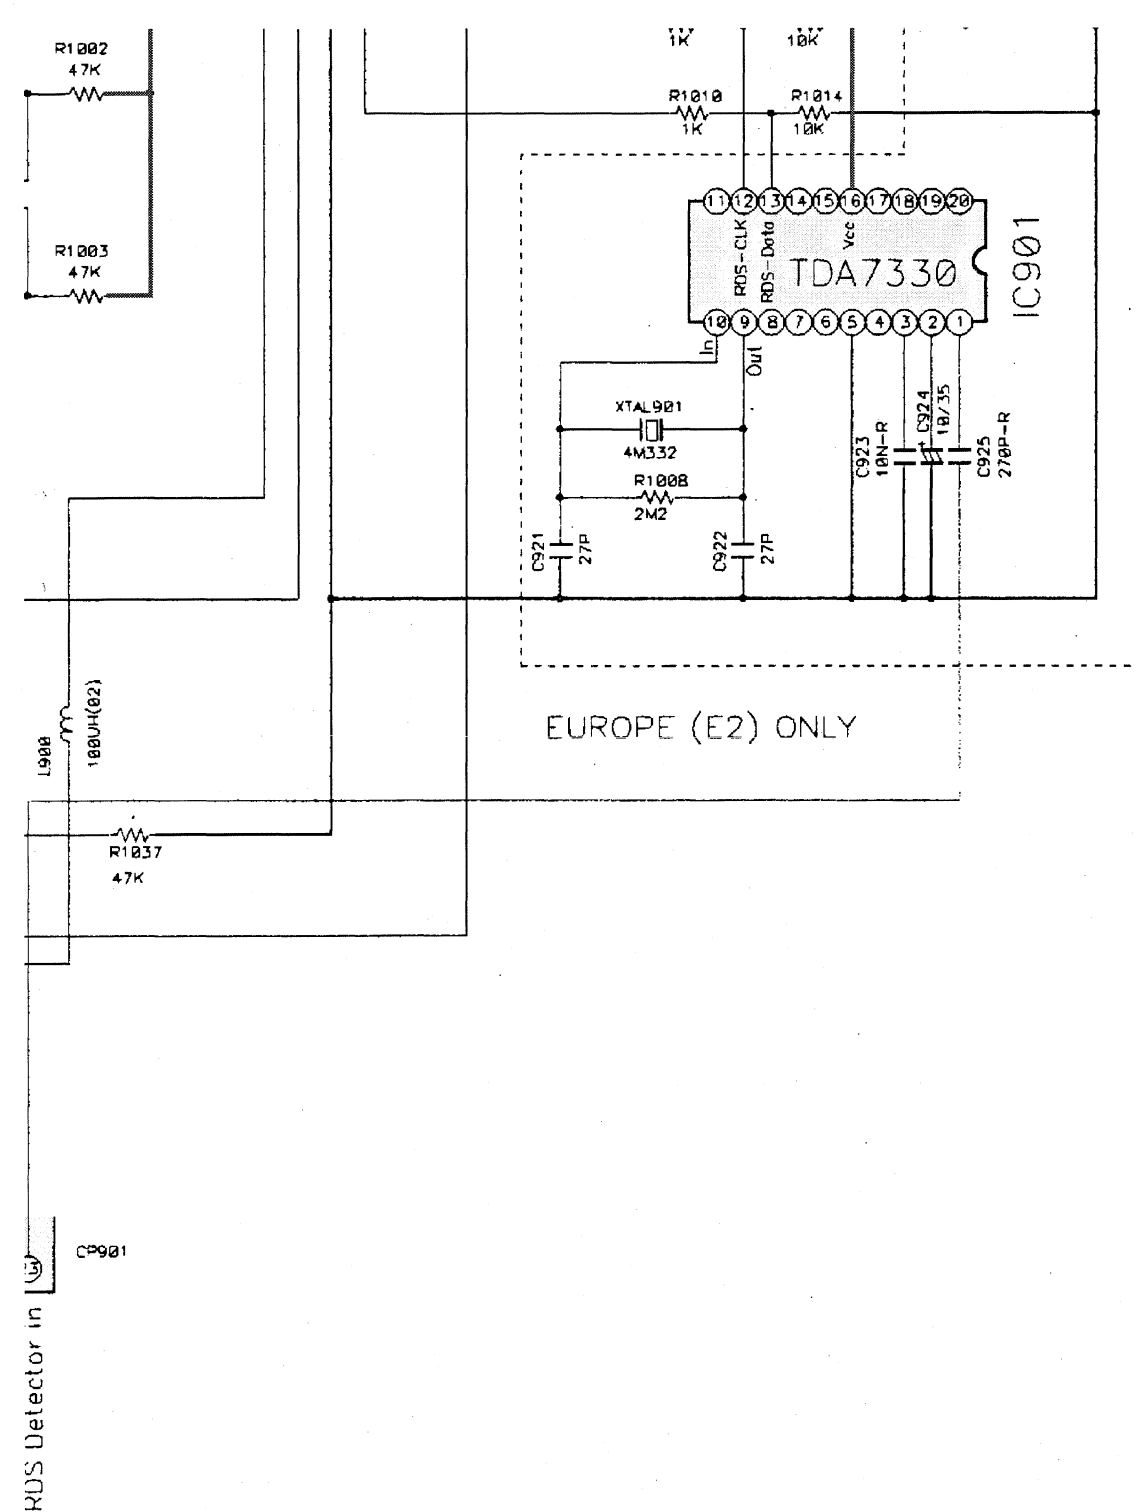 R1002
47K
1K
10K
R1010
1K
R1014
10K
R1003
47K
11 12 13 14 15 16 17 18 19 20
RDS-CLK
RDS-Data
Vcc
TDA7330
IC901
10 9 8 7 6 5 4 3 2 1
In
Out
XTAL901
4M332
R1008
2M2
C921
27P
C922
27P
C923
10N-R
+
C924
10/35
C925
270P-R
L900
100UH(02)
EUROPE (E2) ONLY
R1037
47K
CP901
RDS Detector in